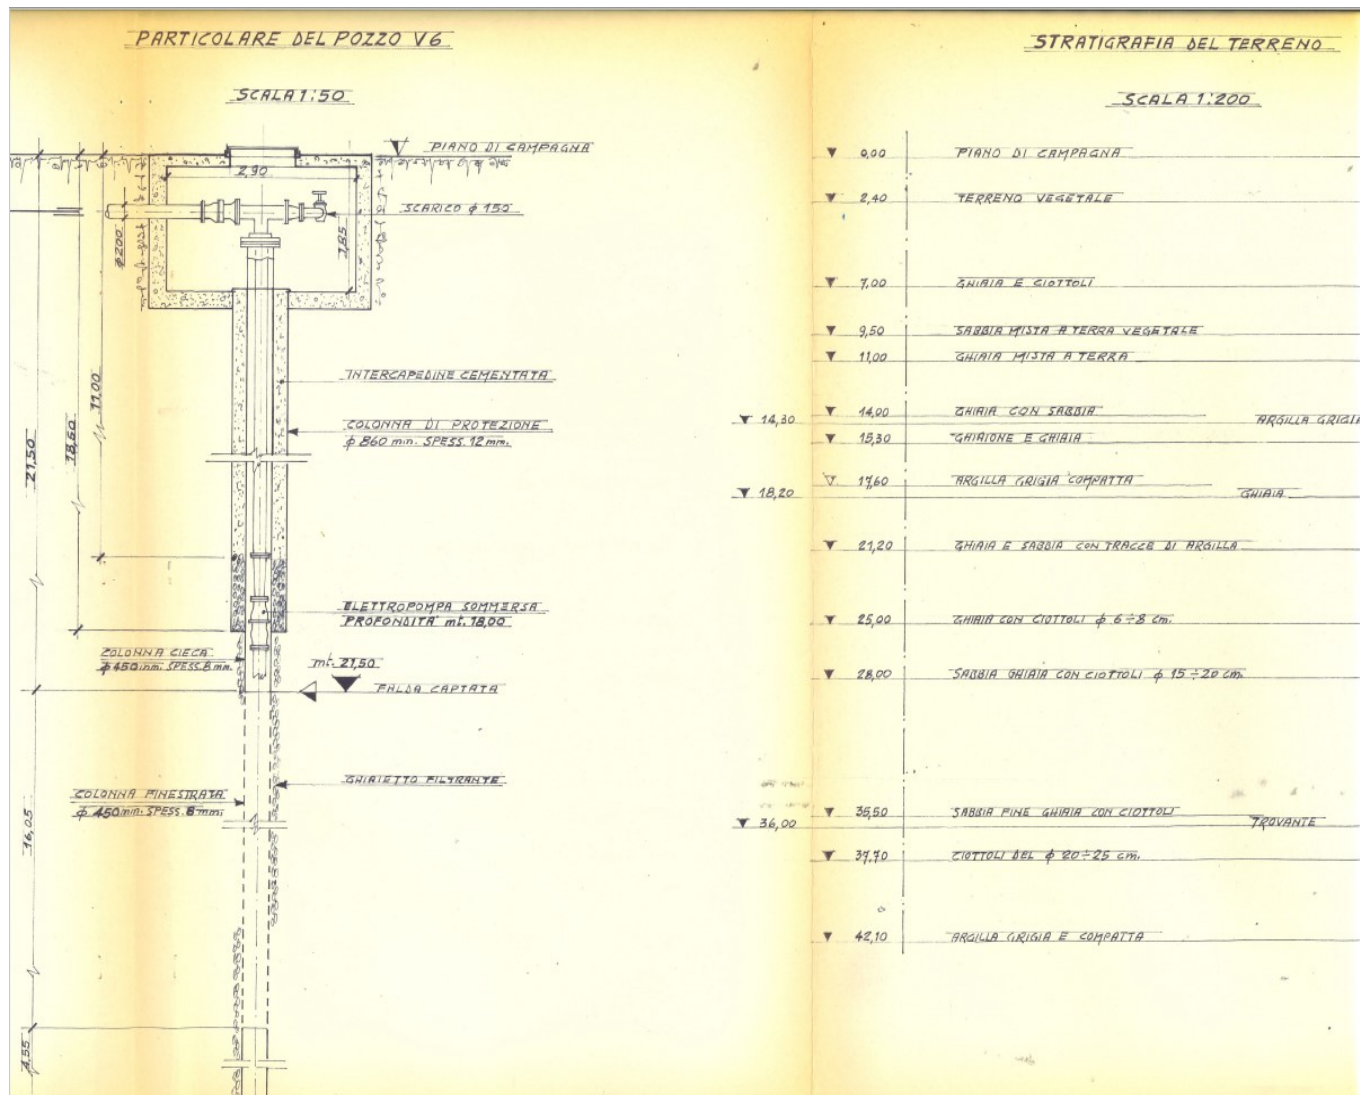 PARTICOLARE DEL POZZO V6
SCALA 1:50
PIANO DI CAMPAGNA
2,90
SCARICO φ 150
φ200
1,85
INTERCAPEDINE CEMENTATA
11,00
18,60
21,50
COLONNA DI PROTEZIONE
φ 860 mm. SPESS. 12 mm.
ELETTROPOMPA SOMMERSA
PROFONDITA' mt. 18,00
COLONNA CIECA
φ 450 mm. SPESS. 8 mm.
mt. 21,50
FALDA CAPTATA
GHIAIETTO FILTRANTE
COLONNA FINESTRATA
φ 450 mm. SPESS. 8 mm.
16,05
4,55
STRATIGRAFIA DEL TERRENO
SCALA 1:200
0,00 PIANO DI CAMPAGNA
2,40 TERRENO VEGETALE
7,00 GHIAIA E CIOTTOLI
9,50 SABBIA MISTA A TERRA VEGETALE
11,00 GHIAIA MISTA A TERRA
14,00 GHIAIA CON SABBIA
14,30 ARGILLA GRIGIA
15,30 GHIAIONE E GHIAIA
17,60 ARGILLA GRIGIA COMPATTA
18,20 GHIAIA
21,20 GHIAIA E SABBIA CON TRACCE DI ARGILLA
25,00 GHIAIA CON CIOTTOLI φ 6÷8 cm.
28,00 SABBIA GHIAIA CON CIOTTOLI φ 15÷20 cm.
35,50 SABBIA FINE GHIAIA CON CIOTTOLI
36,00 TROVANTE
37,70 CIOTTOLI DEL φ 20÷25 cm.
42,10 ARGILLA GRIGIA E COMPATTA